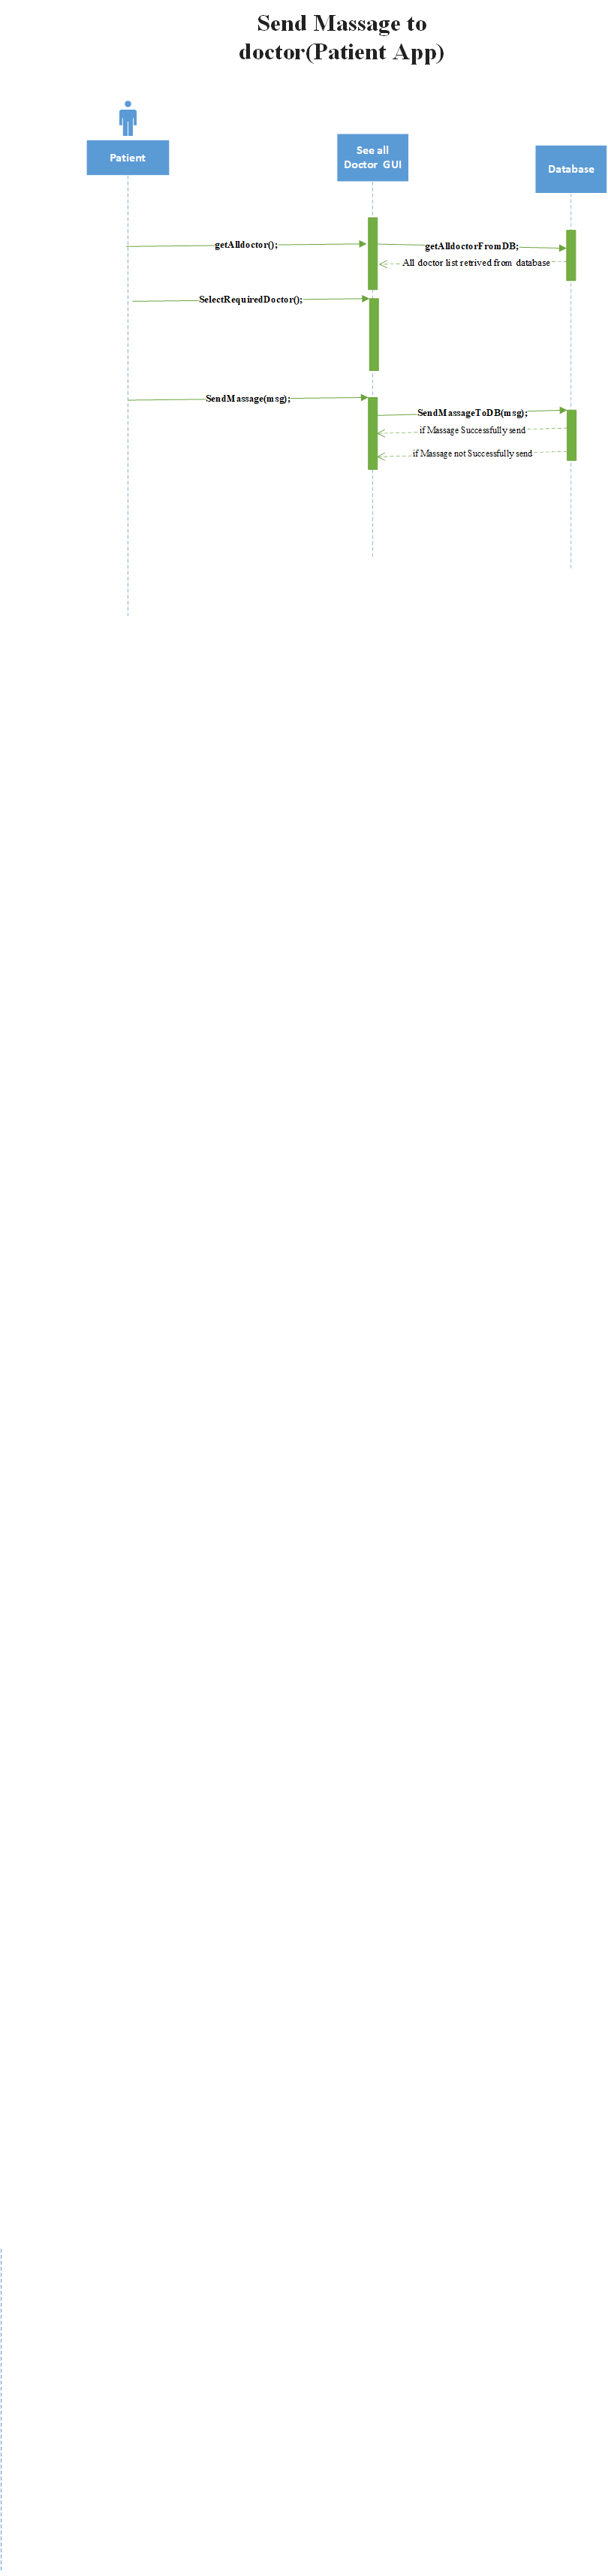 Send Massage to
doctor(Patient App)
Patient
See all
Doctor GUI
Database
getAlldoctor();
getAlldoctorFromDB;
All doctor list retrived from database
SelectRequiredDoctor();
SendMassage(msg);
SendMassageToDB(msg);
if Massage Successfully send
if Massage not Successfully send